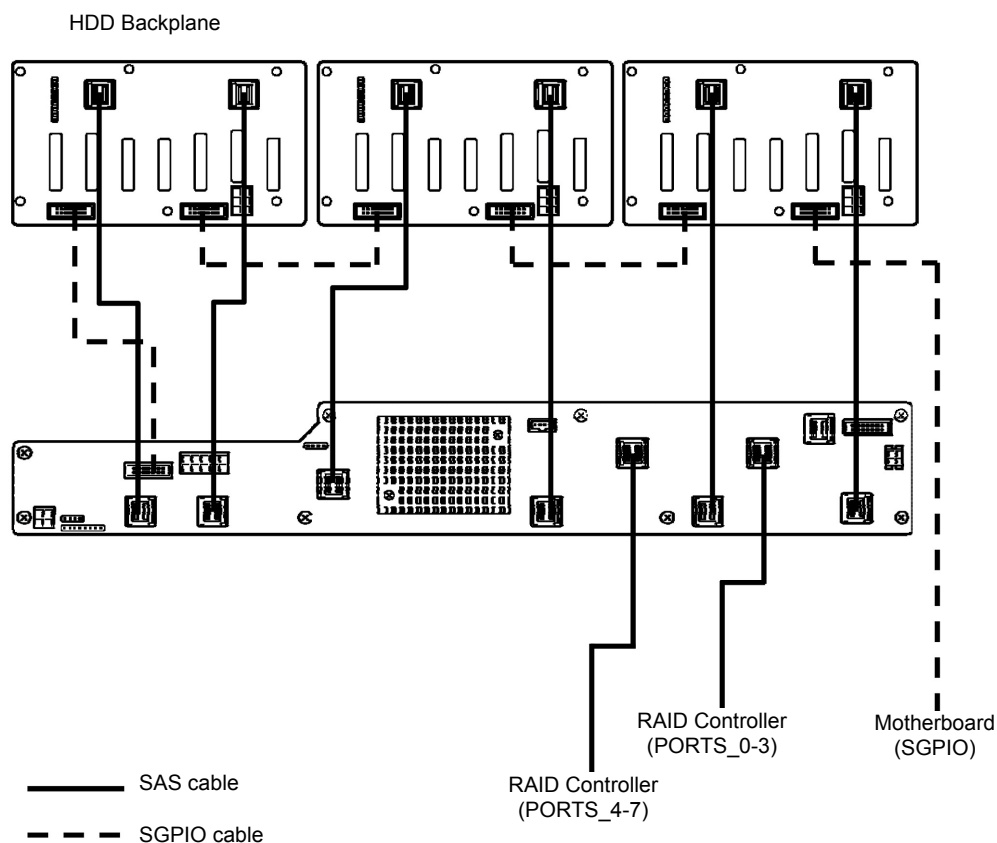 HDD Backplane
RAID Controller
(PORTS_0-3)
Motherboard
(SGPIO)
RAID Controller
(PORTS_4-7)
SAS cable
SGPIO cable